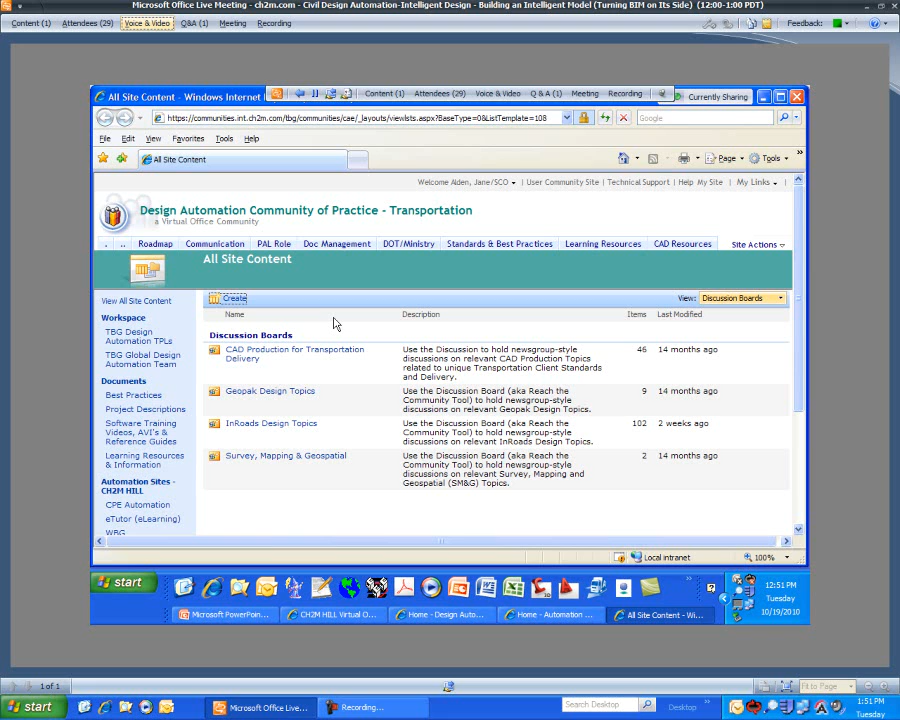 Microsoft Office Live Meeting - ch2m.com - Civil Design Automation-Intelligent Design - Building an Intelligent Model (Turning BIM on Its Side) (12:00-1:00 PDT)
Content (1) Attendees (29) Voice & Video Q&A (1) Meeting Recording Feedback:
All Site Content - Windows Internet Content (1) Attendees (29) Voice & Video Q & A (1) Meeting Recording Currently Sharing
https://communities.int.ch2m.com/tbg/communities/cae/_layouts/viewlsts.aspx?BaseType=0&ListTemplate=108 Google
File Edit View Favorites Tools Help
All Site Content Page Tools
Welcome Alden, Jane/SCO User Community Site | Technical Support | Help My Site | My Links
Design Automation Community of Practice - Transportation
a Virtual Office Community
. .. Roadmap Communication PAL Role Doc Management DOT/Ministry Standards & Best Practices Learning Resources CAD Resources Site Actions
All Site Content
View All Site Content
Create View: Discussion Boards
Name Description Items Last Modified
Workspace
TBG Design
Automation TPLs
TBG Global Design
Automation Team
Documents
Best Practices
Project Descriptions
Software Training
Videos, AVI's &
Reference Guides
Learning Resources
& Information
Automation Sites -
CH2M HILL
CPE Automation
eTutor (eLearning)
WBG
Discussion Boards
CAD Production for Transportation
Delivery
Use the Discussion to hold newsgroup-style
discussions on relevant CAD Production Topics
related to unique Transportation Client Standards
and Delivery.
46 14 months ago
Geopak Design Topics
Use the Discussion Board (aka Reach the
Community Tool) to hold newsgroup-style
discussions on relevant Geopak Design Topics.
9 14 months ago
InRoads Design Topics
Use the Discussion Board (aka Reach the
Community Tool) to hold newsgroup-style
discussions on relevant InRoads Design Topics.
102 2 weeks ago
Survey, Mapping & Geospatial
Use the Discussion Board (aka Reach the
Community Tool) to hold newsgroup-style
discussions on relevant Survey, Mapping and
Geospatial (SM&G) Topics.
2 14 months ago
Local intranet 100%
start
12:51 PM
Tuesday
10/19/2010
Microsoft PowerPoin... CH2M HILL Virtual O... Home - Design Auto... Home - Automation ... All Site Content - Wi...
1 of 1 Fit to Page
start Microsoft Office Live... Recording... Search Desktop Desktop
1:51 PM
Tuesday